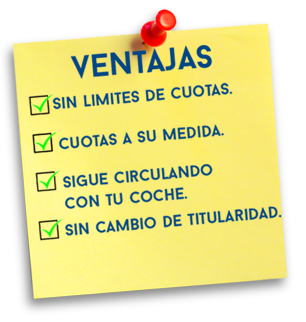 VENTAJAS
SIN LIMITES DE CUOTAS.
CUOTAS A SU MEDIDA.
SIGUE CIRCULANDO
CON TU COCHE.
SIN CAMBIO DE TITULARIDAD.